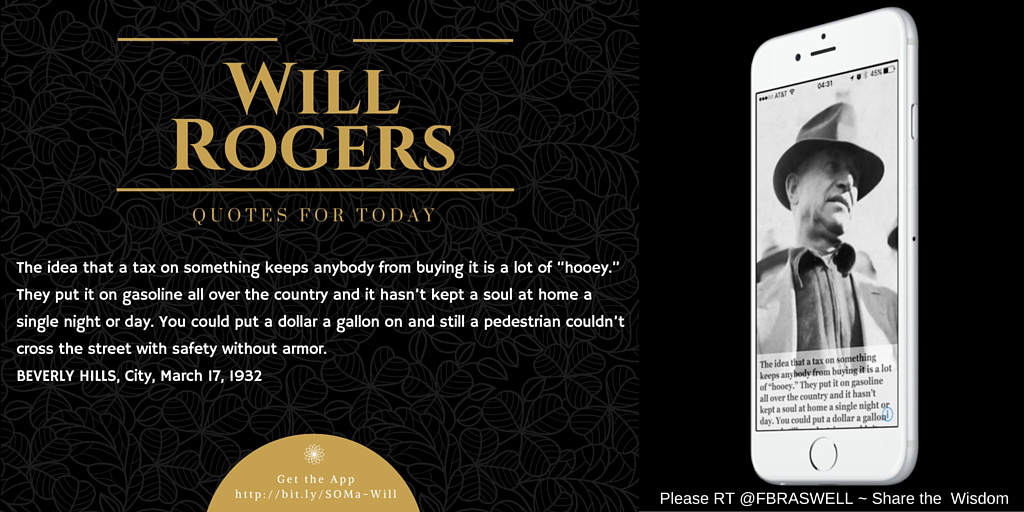 WILL
ROGERS
QUOTES FOR TODAY
The idea that a tax on something keeps anybody from buying it is a lot of "hooey."
They put it on gasoline all over the country and it hasn't kept a soul at home a
single night or day. You could put a dollar a gallon on and still a pedestrian couldn't
cross the street with safety without armor.
BEVERLY HILLS, City, March 17, 1932
Get the App
http://bit.ly/SOMa-Will
AT&T 04:31 45%
The idea that a tax on something
keeps anybody from buying it is a lot
of "hooey." They put it on gasoline
all over the country and it hasn't
kept a soul at home a single night or
day. You could put a dollar a gallon
Please RT @FBRASWELL ~ Share the Wisdom